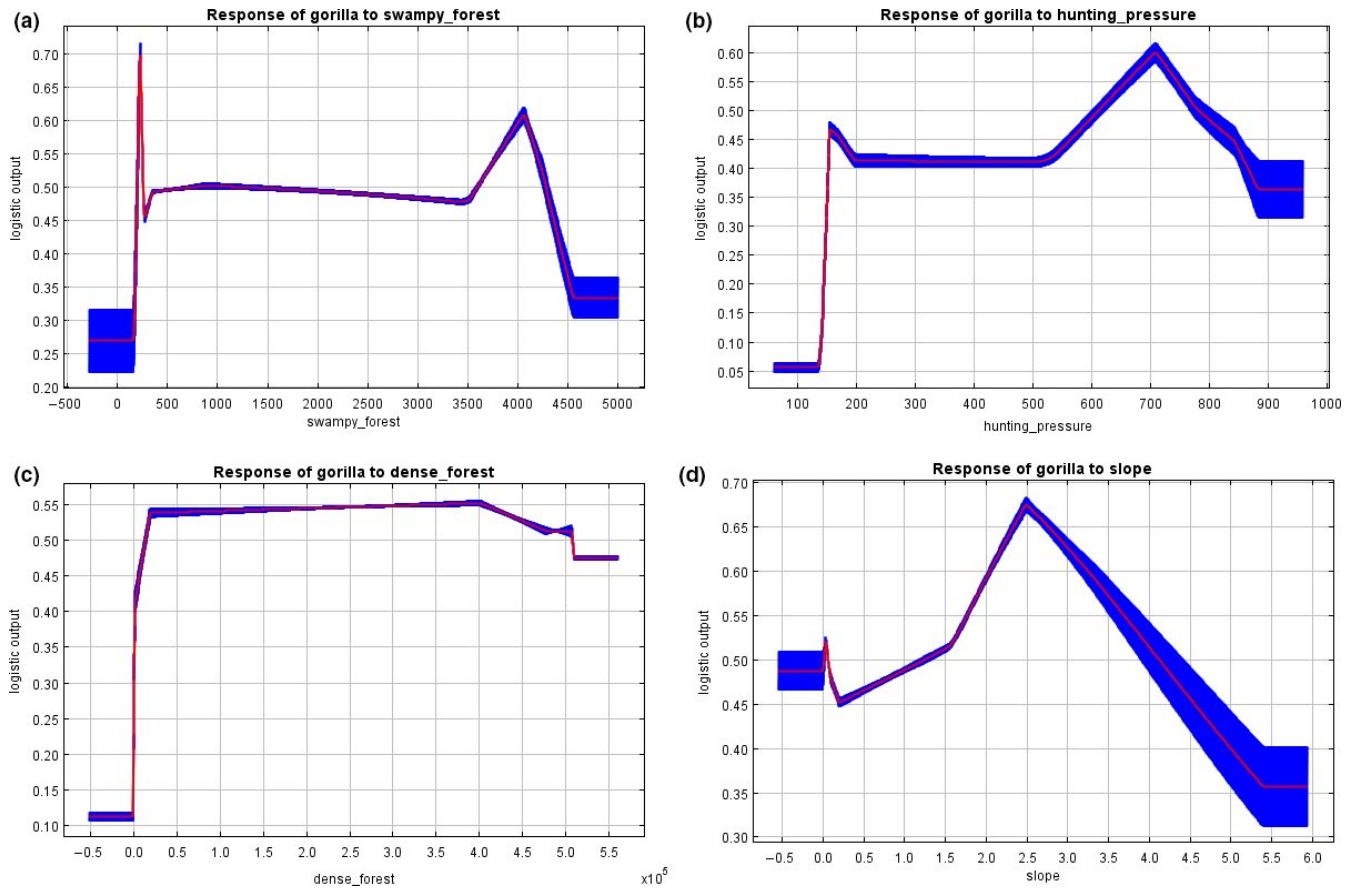 (a)
Response of gorilla to swampy_forest
logistic output
0.70
0.65
0.60
0.55
0.50
0.45
0.40
0.35
0.30
0.25
0.20
−500 0 500 1000 1500 2000 2500 3000 3500 4000 4500 5000
swampy_forest
(b)
Response of gorilla to hunting_pressure
logistic output
0.60
0.55
0.50
0.45
0.40
0.35
0.30
0.25
0.20
0.15
0.10
0.05
100 200 300 400 500 600 700 800 900 1000
hunting_pressure
(c)
Response of gorilla to dense_forest
logistic output
0.55
0.50
0.45
0.40
0.35
0.30
0.25
0.20
0.15
0.10
−0.5 0.0 0.5 1.0 1.5 2.0 2.5 3.0 3.5 4.0 4.5 5.0 5.5
dense_forest
x10^5
(d)
Response of gorilla to slope
logistic output
0.70
0.65
0.60
0.55
0.50
0.45
0.40
0.35
0.30
−0.5 0.0 0.5 1.0 1.5 2.0 2.5 3.0 3.5 4.0 4.5 5.0 5.5 6.0
slope